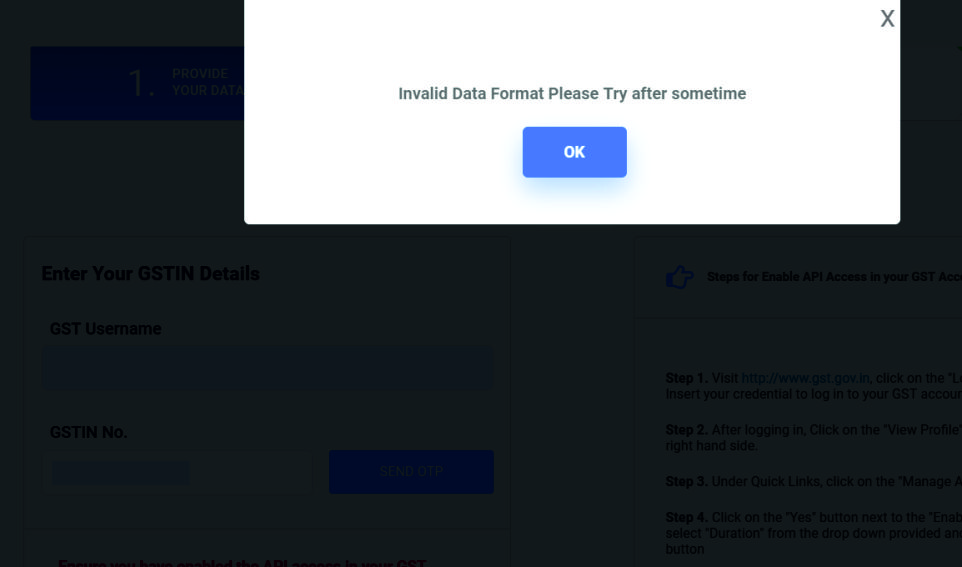 X
Invalid Data Format Please Try after sometime
OK
1. PROVIDE
YOUR DATA
Enter Your GSTIN Details
GST Username
GSTIN No.
SEND OTP
Ensure you have enabled the API access in your GST
Steps for Enable API Access in your GST
Step 1. Visit http://www.gst.gov.in, click on the
Insert your credential to log in to your GST
Step 2. After logging in, Click on the "View Profile"
right hand side.
Step 3. Under Quick Links, click on the "Manage
Step 4. Click on the "Yes" button next to the
select "Duration" from the drop down provided
button